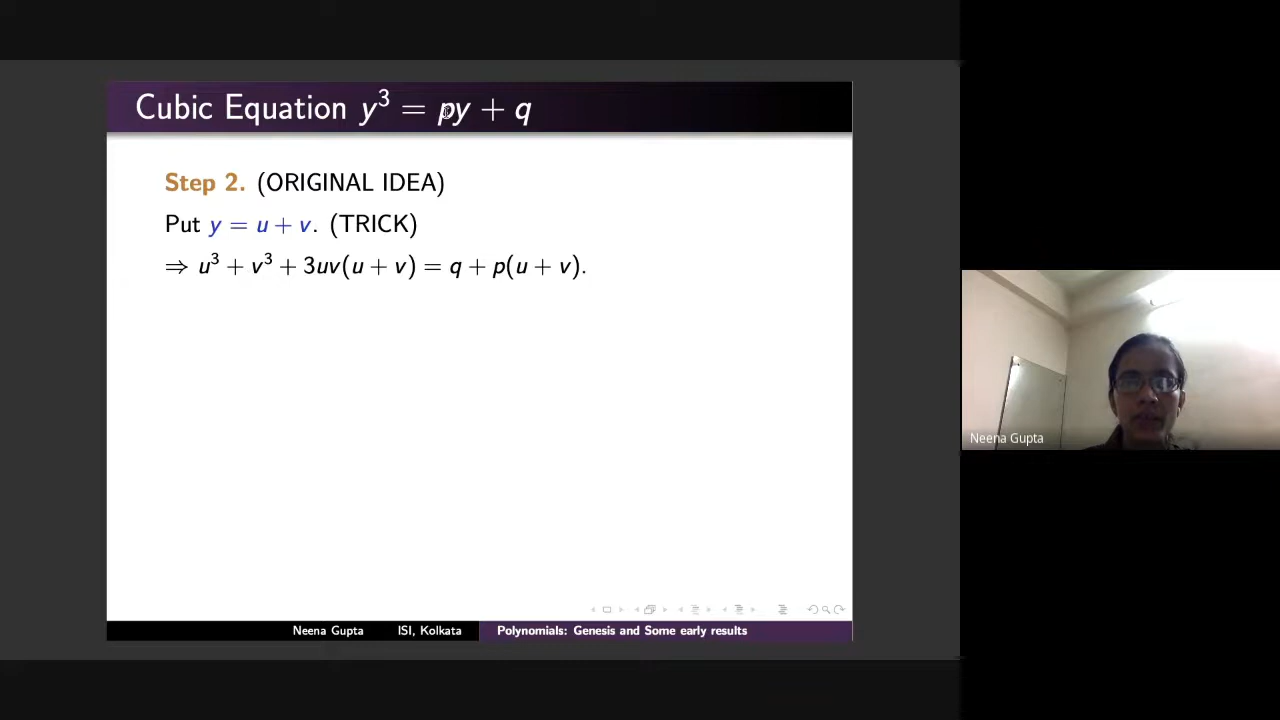 Cubic Equation y³ = py + q
Step 2. (ORIGINAL IDEA)
Put y = u + v. (TRICK)
⇒ u³ + v³ + 3uv(u + v) = q + p(u + v).
Neena Gupta
Neena Gupta ISI, Kolkata Polynomials: Genesis and Some early results